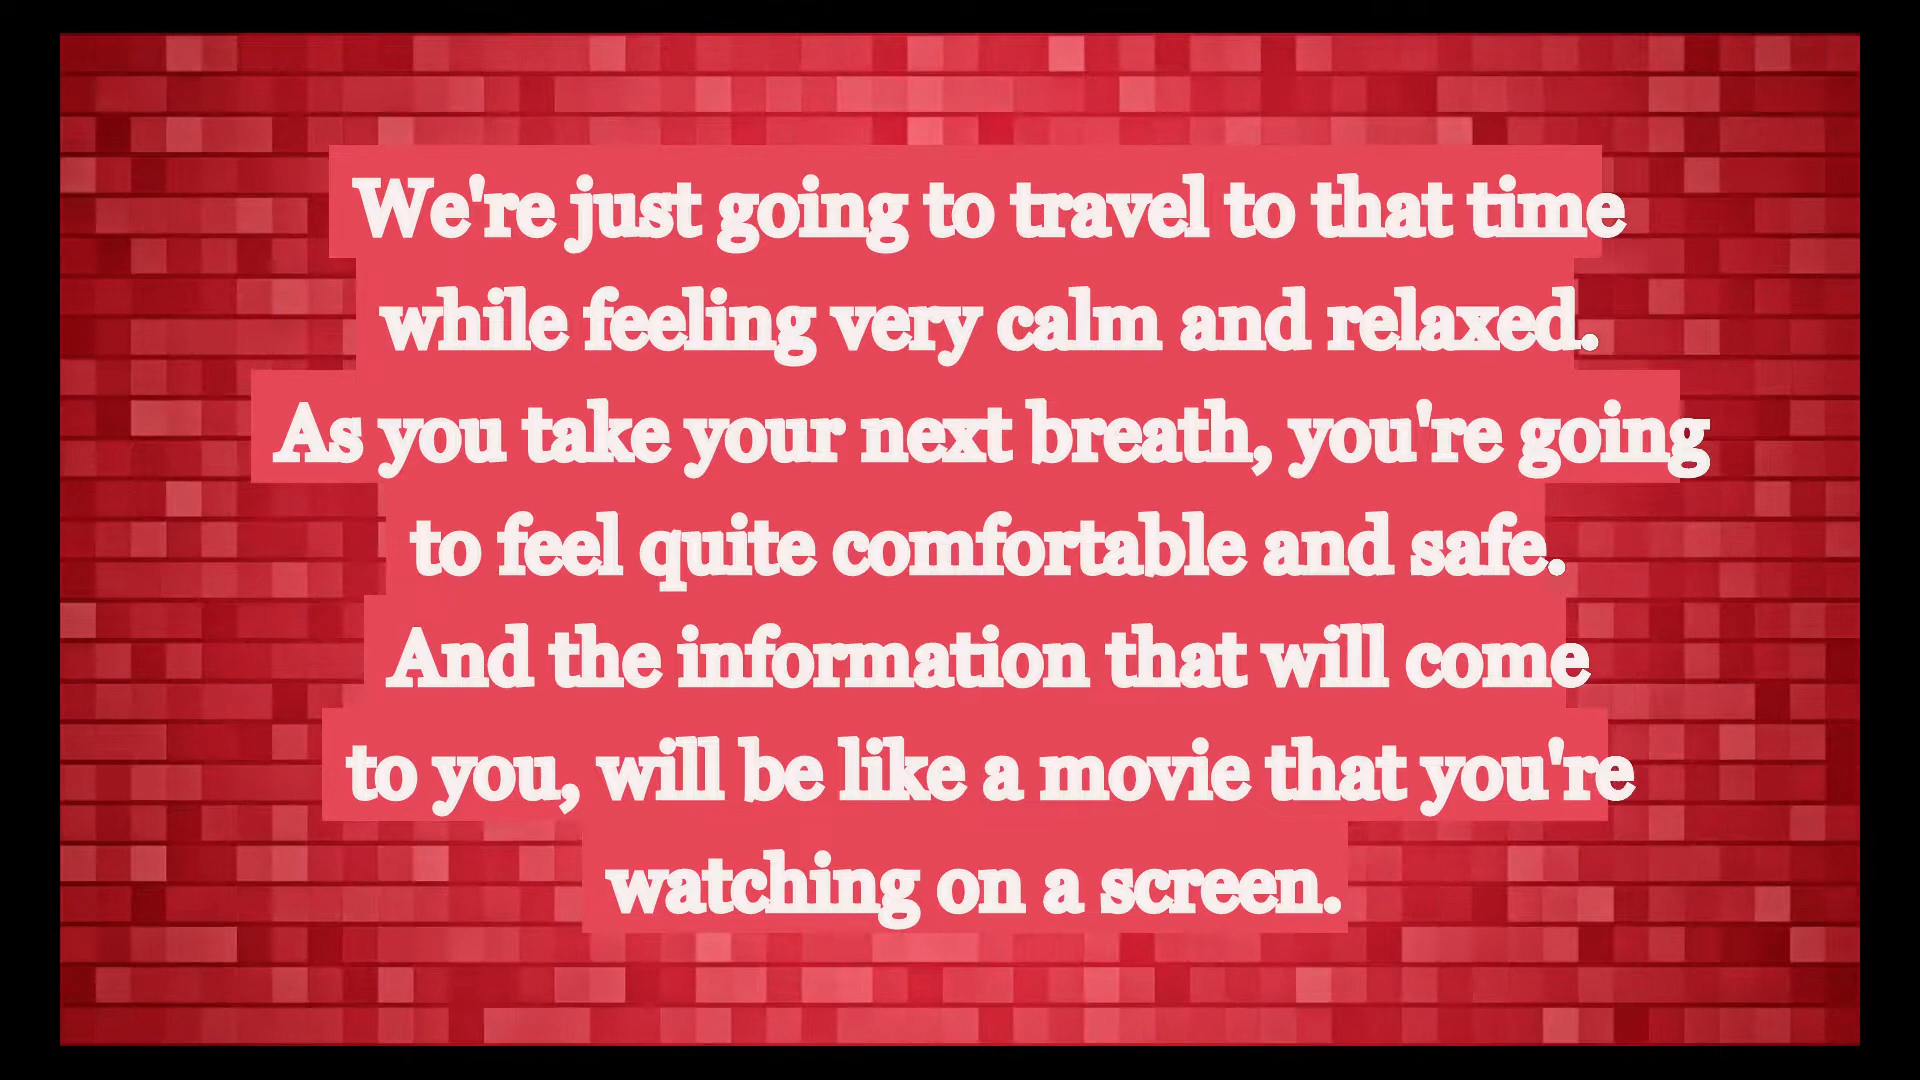 We're just going to travel to that time
while feeling very calm and relaxed.
As you take your next breath, you're going
to feel quite comfortable and safe.
And the information that will come
to you, will be like a movie that you're
watching on a screen.